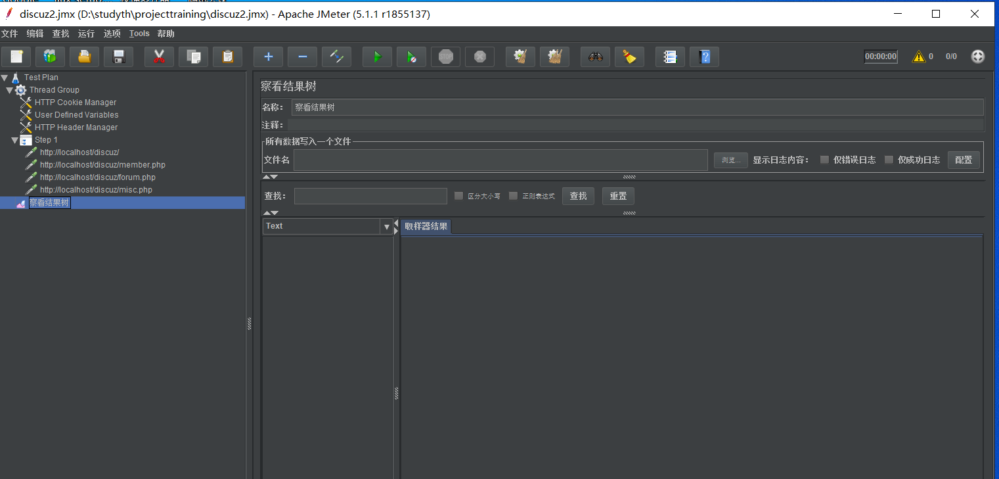 discuz2.jmx (D:\studyth\projecttraining\discuz2.jmx) - Apache JMeter (5.1.1 r1855137)
文件 编辑 查找 运行 选项 Tools 帮助
STOP
00:00:00 0 0/0
Test Plan
Thread Group
HTTP Cookie Manager
User Defined Variables
HTTP Header Manager
Step 1
http://localhost/discuz/
http://localhost/discuz/member.php
http://localhost/discuz/forum.php
http://localhost/discuz/misc.php
察看结果树
察看结果树
名称： 察看结果树
注释：
所有数据写入一个文件
文件名 浏览... 显示日志内容： 仅错误日志 仅成功日志 配置
查找： 区分大小写 正则表达式 查找 重置
Text 取样器结果